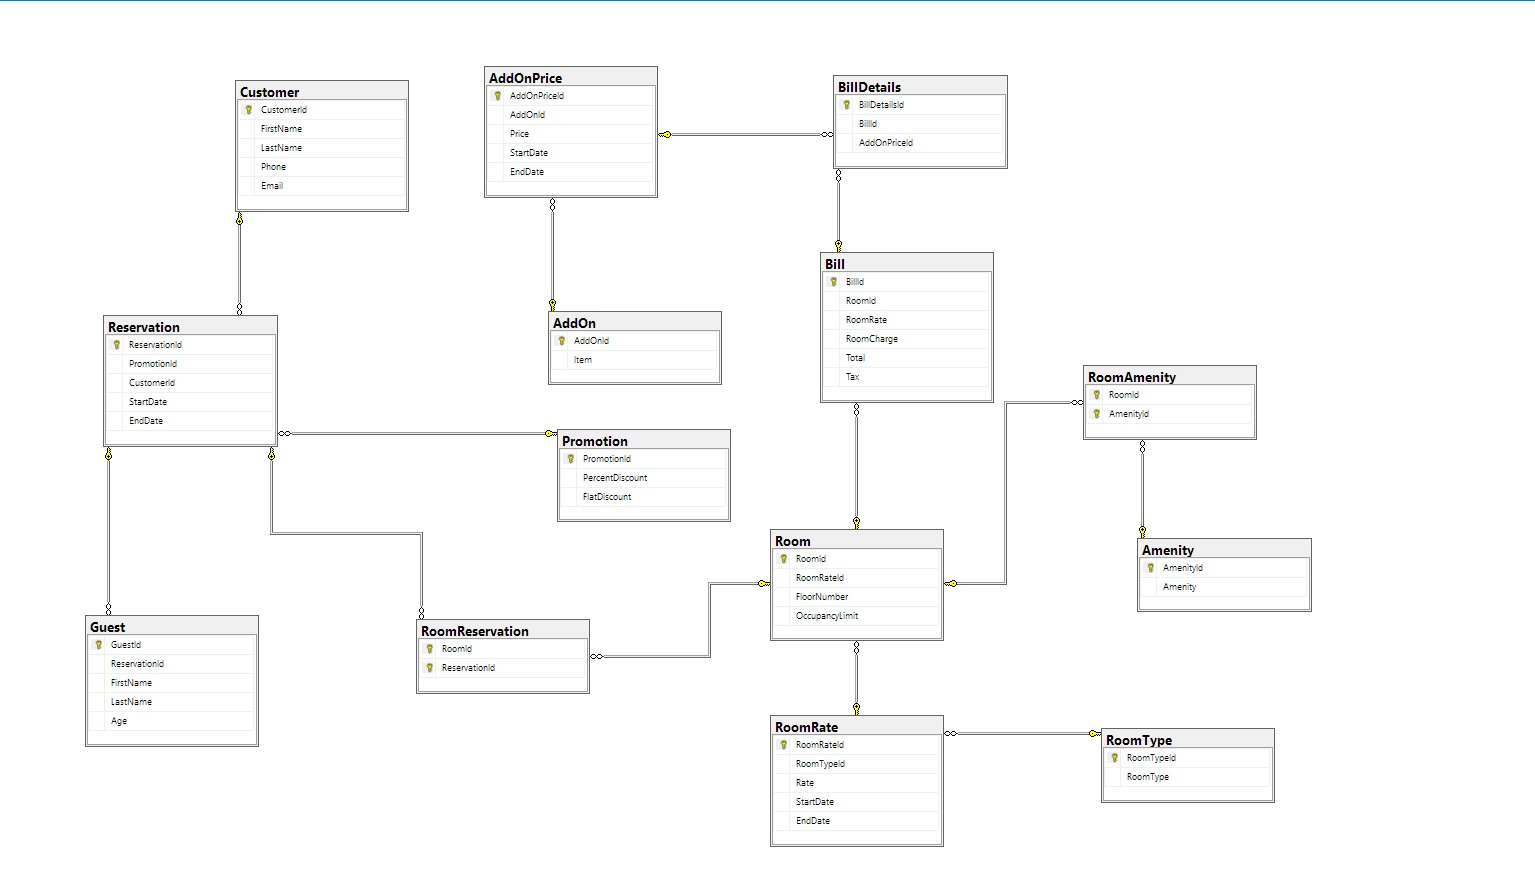 Customer
CustomerId
FirstName
LastName
Phone
Email
AddOnPrice
AddOnPriceId
AddOnId
Price
StartDate
EndDate
BillDetails
BillDetailsId
BillId
AddOnPriceId
Bill
BillId
RoomId
RoomRate
RoomCharge
Total
Tax
Reservation
ReservationId
PromotionId
CustomerId
StartDate
EndDate
AddOn
AddOnId
Item
RoomAmenity
RoomId
AmenityId
Promotion
PromotionId
PercentDiscount
FlatDiscount
Room
RoomId
RoomRateId
FloorNumber
OccupancyLimit
Amenity
AmenityId
Amenity
Guest
GuestId
ReservationId
FirstName
LastName
Age
RoomReservation
RoomId
ReservationId
RoomRate
RoomRateId
RoomTypeId
Rate
StartDate
EndDate
RoomType
RoomTypeId
RoomType